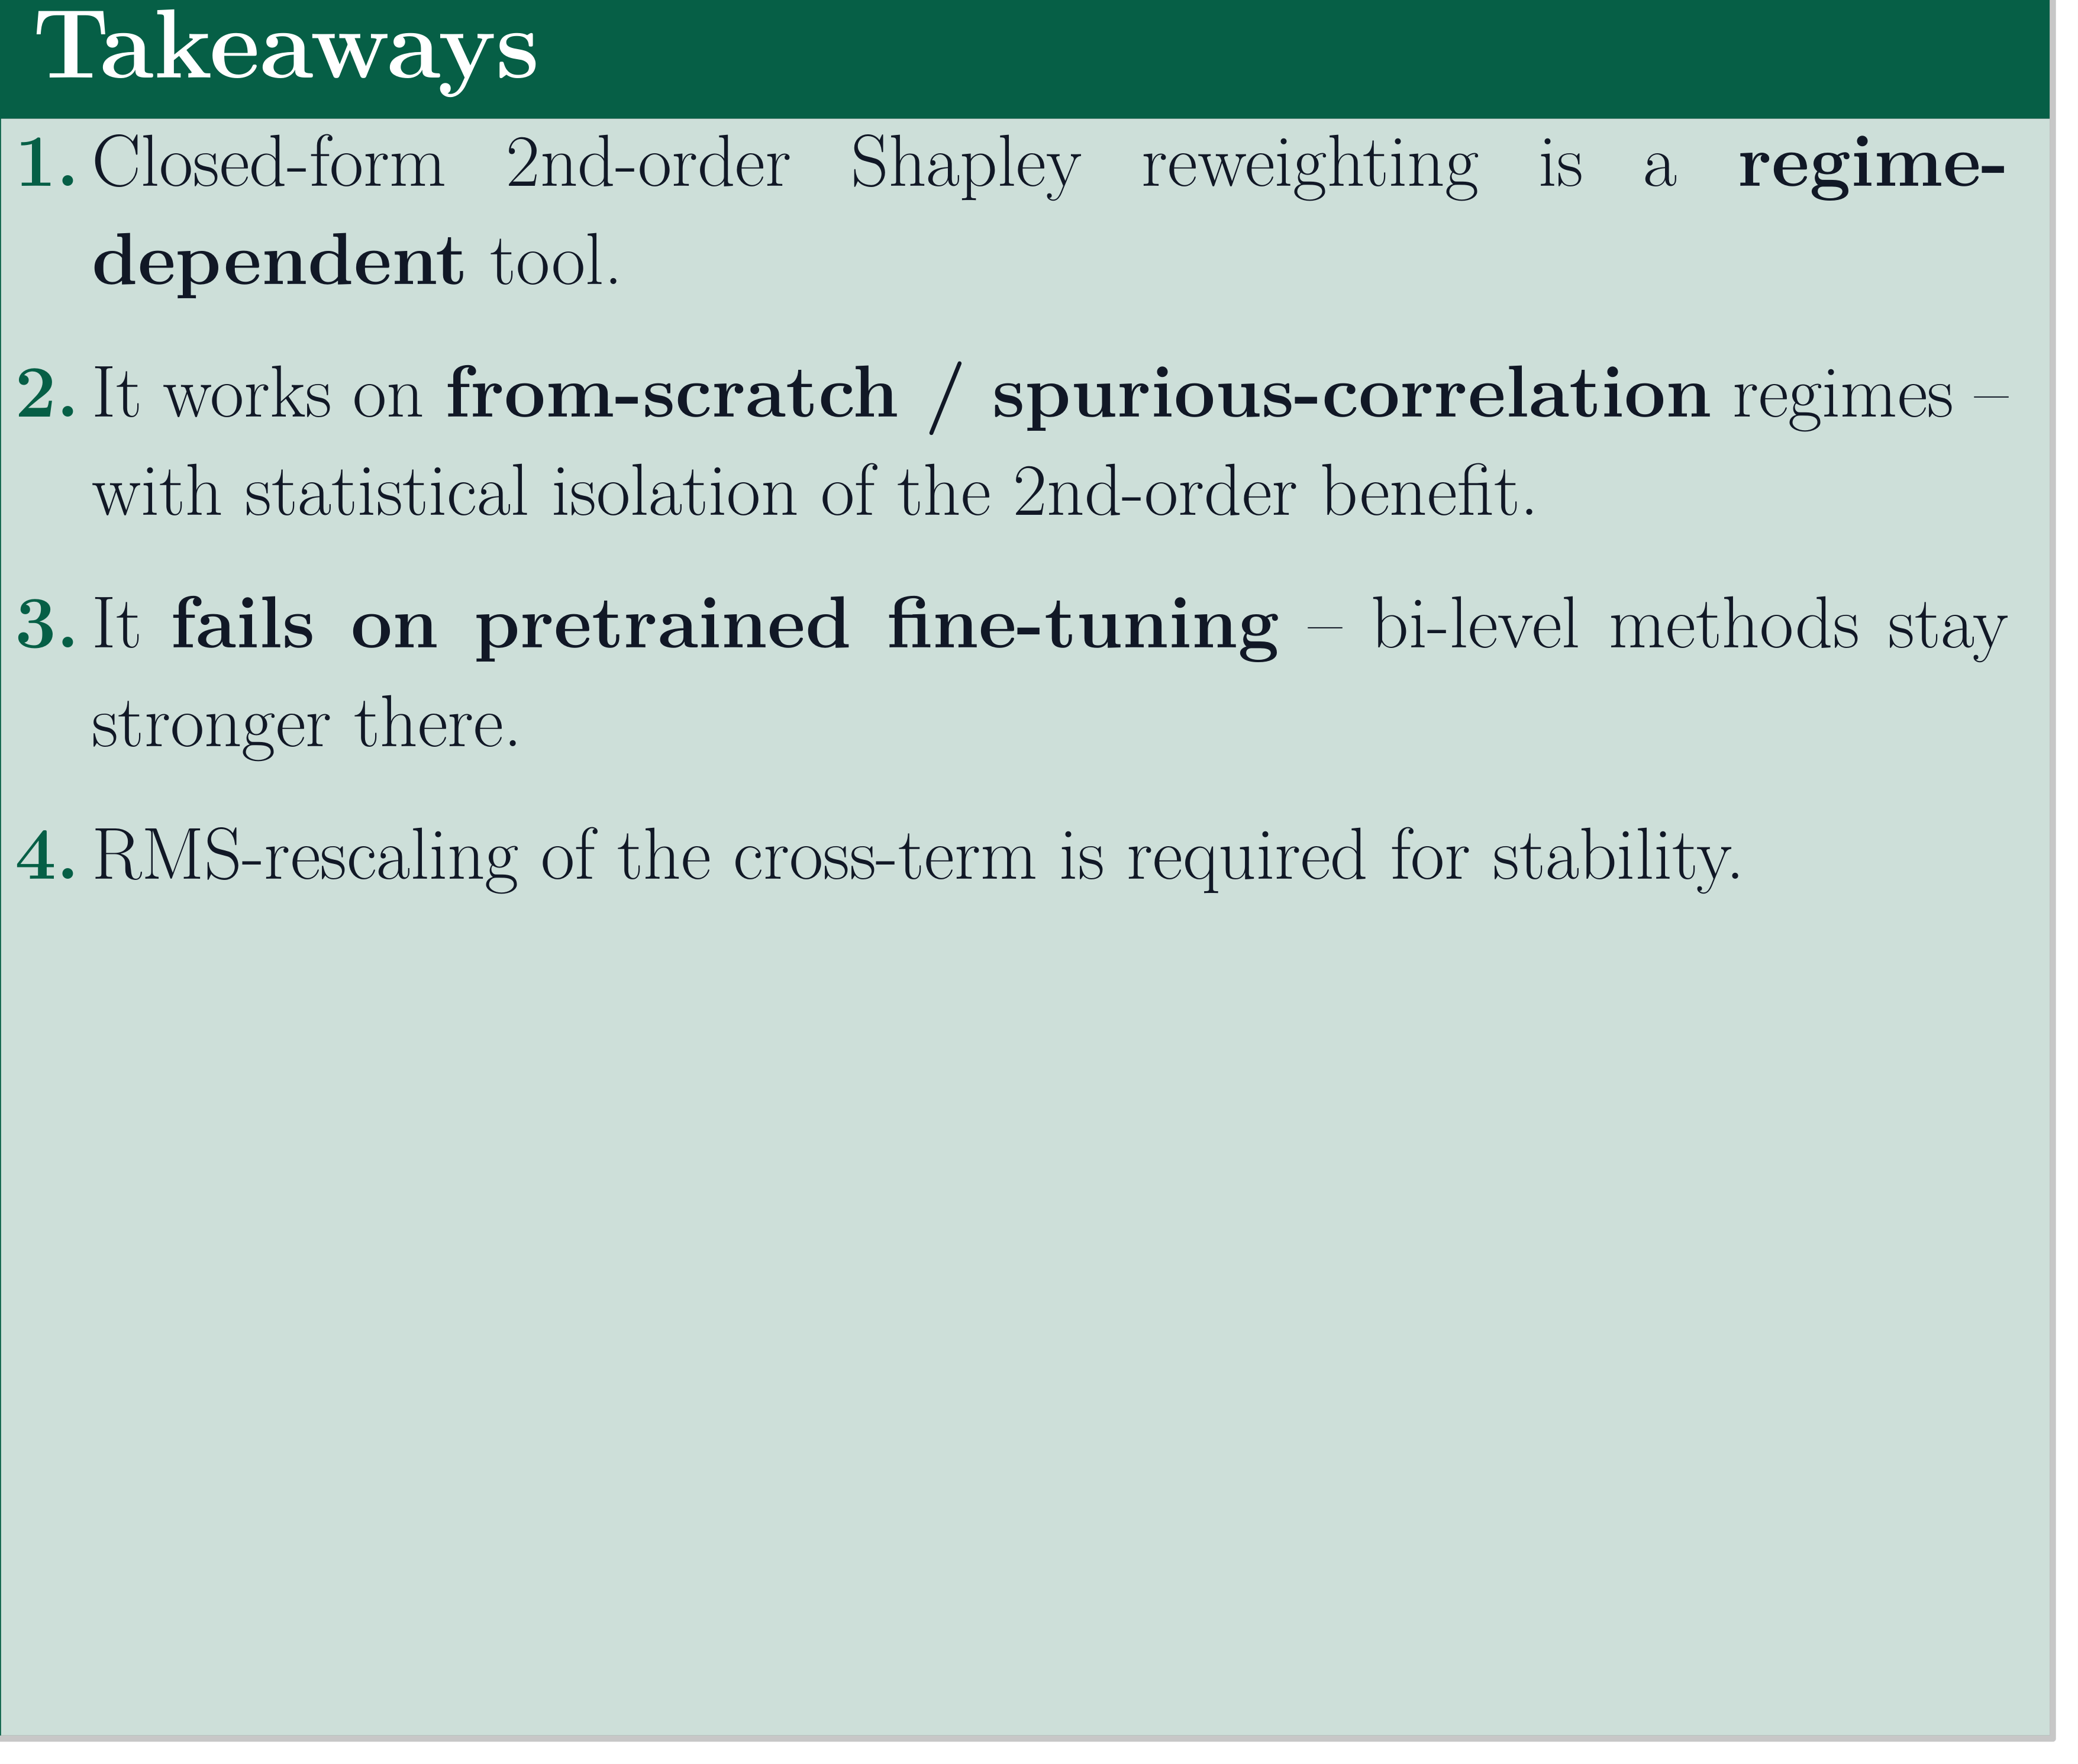 Takeaways
1. Closed-form 2nd-order Shapley reweighting is a regime-
dependent tool.
2. It works on from-scratch / spurious-correlation regimes –
with statistical isolation of the 2nd-order benefit.
3. It fails on pretrained fine-tuning – bi-level methods stay
stronger there.
4. RMS-rescaling of the cross-term is required for stability.